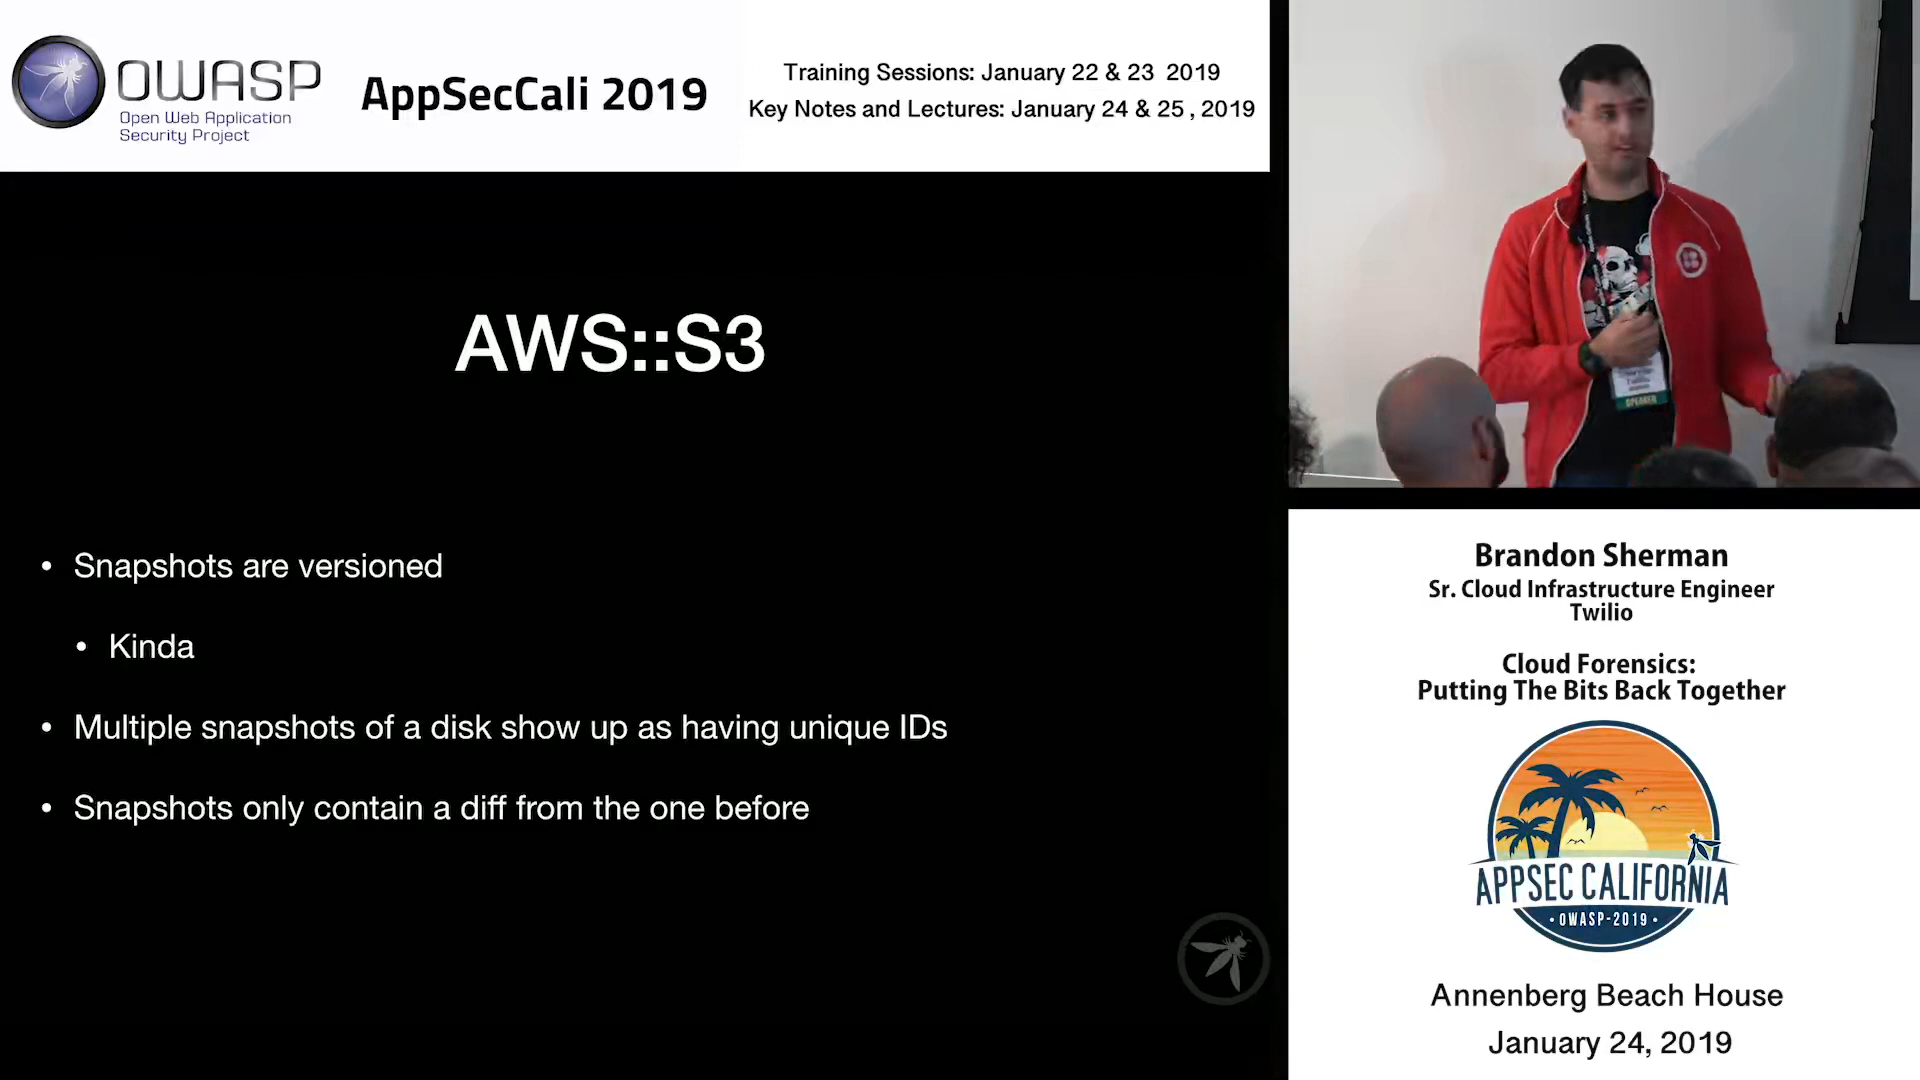 OWASP
Open Web Application
Security Project
AppSecCali 2019
Training Sessions: January 22 & 23 2019
Key Notes and Lectures: January 24 & 25 , 2019
AWS::S3
• Snapshots are versioned
• Kinda
• Multiple snapshots of a disk show up as having unique IDs
• Snapshots only contain a diff from the one before
SPEAKER
Brandon Sherman
Sr. Cloud Infrastructure Engineer
Twilio
Cloud Forensics:
Putting The Bits Back Together
APPSEC CALIFORNIA
• OWASP-2019 •
Annenberg Beach House
January 24, 2019